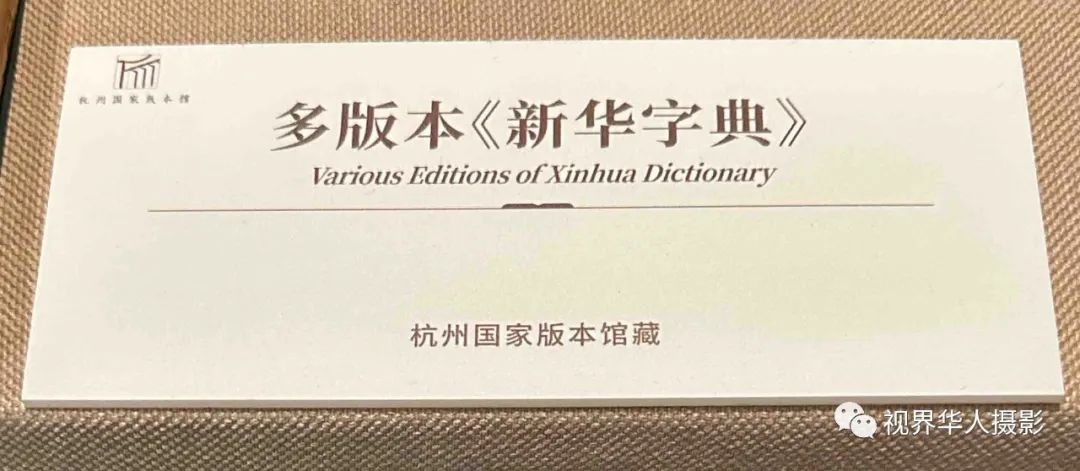 杭州国家版本馆
多版本《新华字典》
Various Editions of Xinhua Dictionary
杭州国家版本馆藏
视界华人摄影